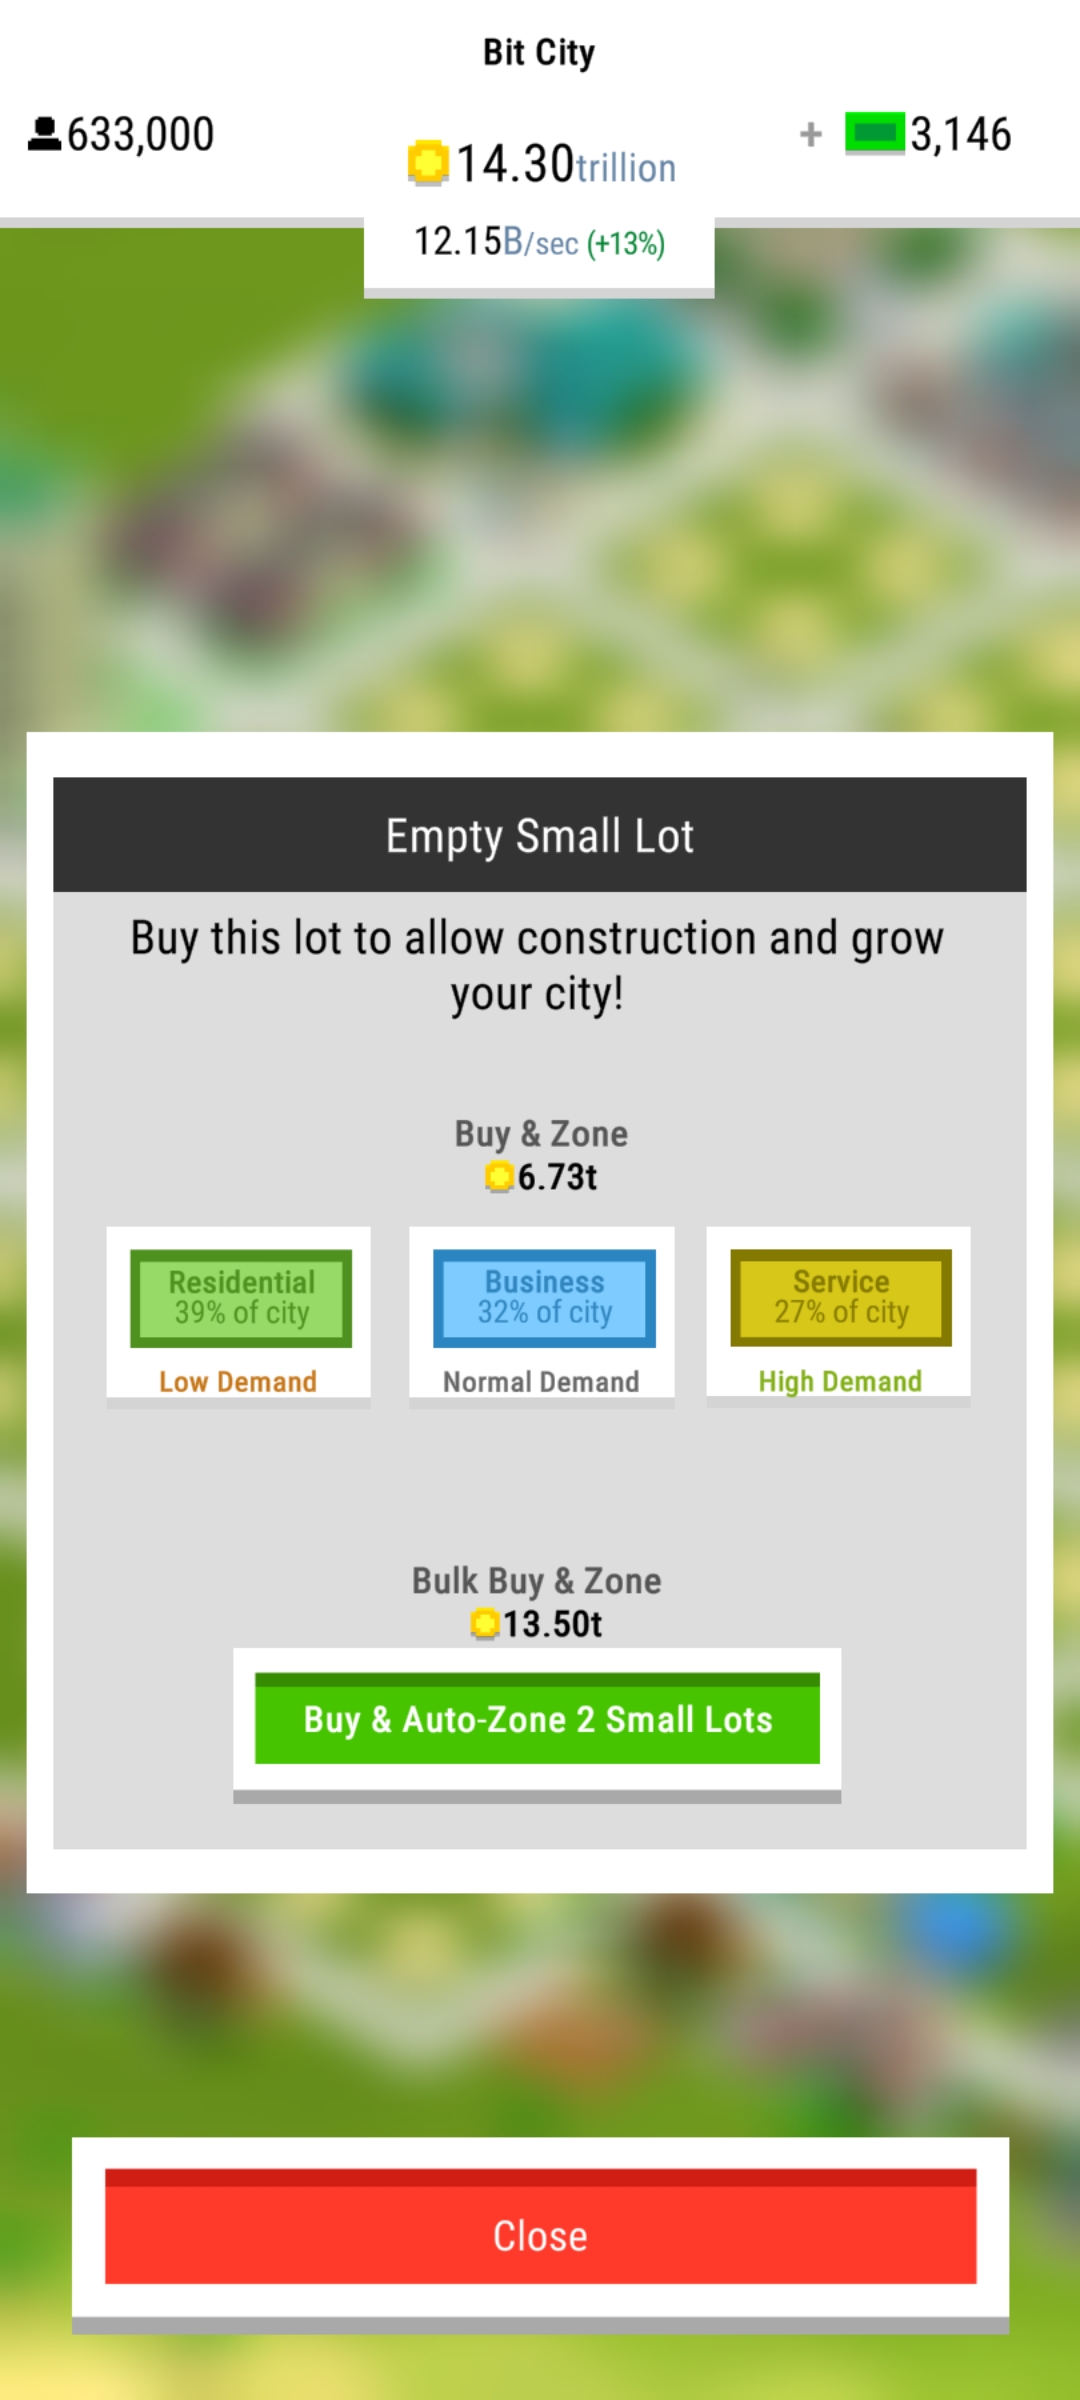 Bit City
633,000
14.30trillion
+ 3,146
12.15B/sec (+13%)
Empty Small Lot
Buy this lot to allow construction and grow
your city!
Buy & Zone
6.73t
Residential
39% of city
Low Demand
Business
32% of city
Normal Demand
Service
27% of city
High Demand
Bulk Buy & Zone
13.50t
Buy & Auto-Zone 2 Small Lots
Close